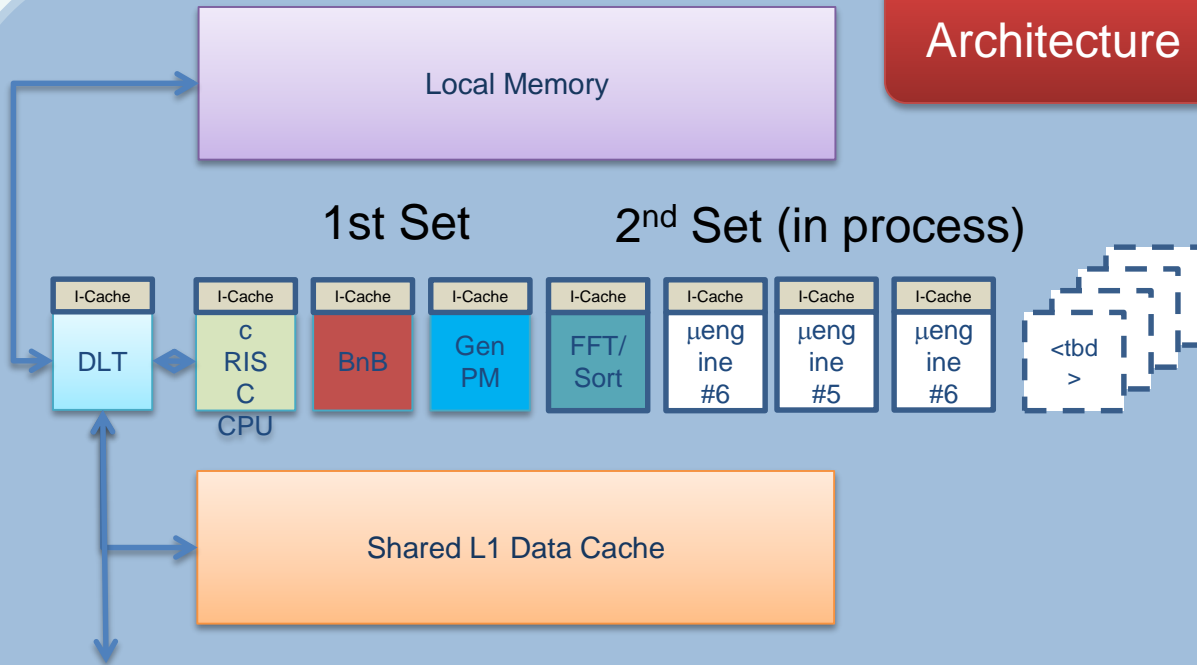 Architecture
Local Memory
1st Set
2nd Set (in process)
I-Cache
DLT
I-Cache
c
RIS
C
CPU
I-Cache
BnB
I-Cache
Gen
PM
I-Cache
FFT/
Sort
I-Cache
μeng
ine
#6
I-Cache
μeng
ine
#5
I-Cache
μeng
ine
#6
<tbd
>
Shared L1 Data Cache